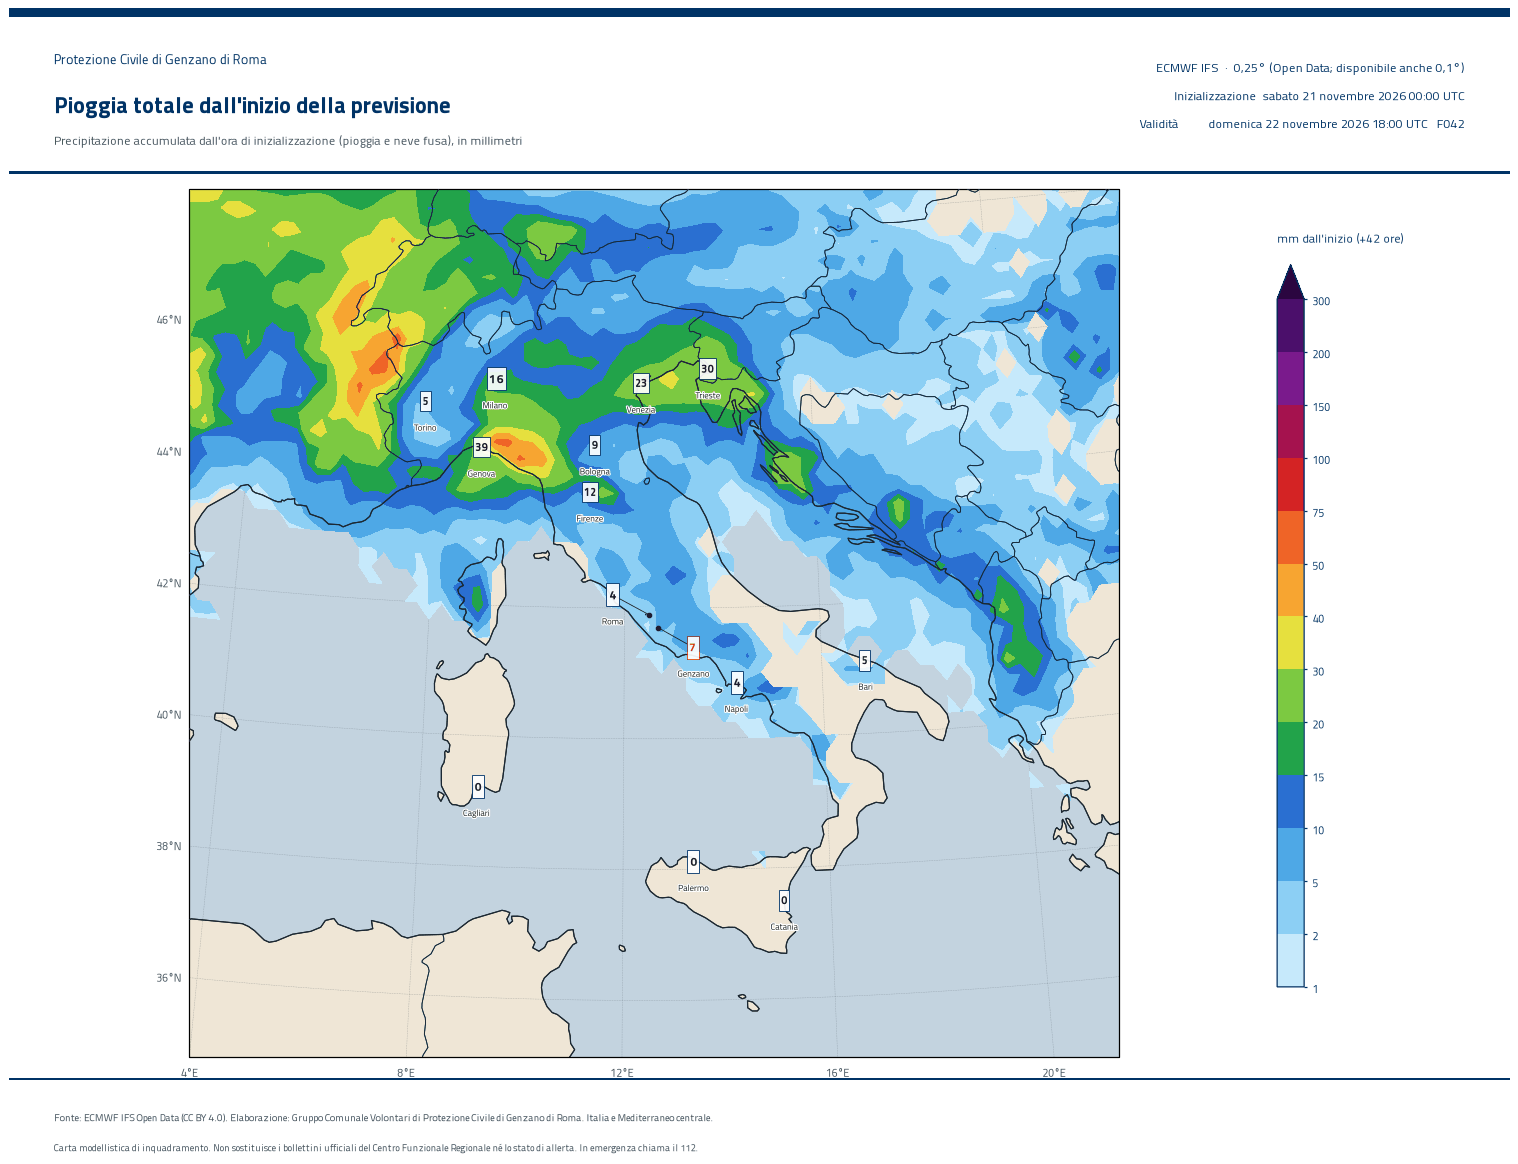 Protezione Civile di Genzano di Roma
Pioggia totale dall'inizio della previsione
Precipitazione accumulata dall'ora di inizializzazione (pioggia e neve fusa), in millimetri
ECMWF IFS · 0,25° (Open Data; disponibile anche 0,1°)
Inizializzazione sabato 21 novembre 2026 00:00 UTC
Validità domenica 22 novembre 2026 18:00 UTC F042
mm dall'inizio (+42 ore)
300
200
150
100
75
50
40
30
20
15
10
5
2
1
46°N
44°N
42°N
40°N
38°N
36°N
4°E
8°E
12°E
16°E
20°E
30
Trieste
16
Milano
23
Venezia
5
Torino
39
Genova
9
Bologna
12
Firenze
4
Roma
7
Genzano
5
Bari
4
Napoli
0
Cagliari
0
Palermo
0
Catania
Fonte: ECMWF IFS Open Data (CC BY 4.0). Elaborazione: Gruppo Comunale Volontari di Protezione Civile di Genzano di Roma. Italia e Mediterraneo centrale.
Carta modellistica di inquadramento. Non sostituisce i bollettini ufficiali del Centro Funzionale Regionale né lo stato di allerta. In emergenza chiama il 112.